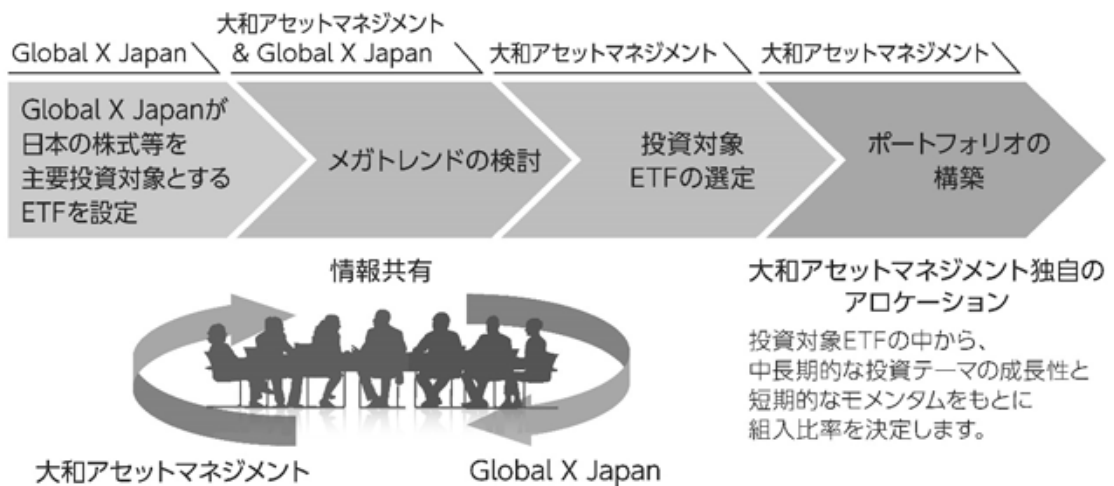 Global X Japan
大和アセットマネジメント
& Global X Japan
大和アセットマネジメント
大和アセットマネジメント
Global X Japanが
日本の株式等を
主要投資対象とする
ETFを設定
メガトレンドの検討
投資対象
ETFの選定
ポートフォリオの
構築
情報共有
大和アセットマネジメント
Global X Japan
大和アセットマネジメント独自の
アロケーション
投資対象ETFの中から、
中長期的な投資テーマの成長性と
短期的なモメンタムをもとに
組入比率を決定します。